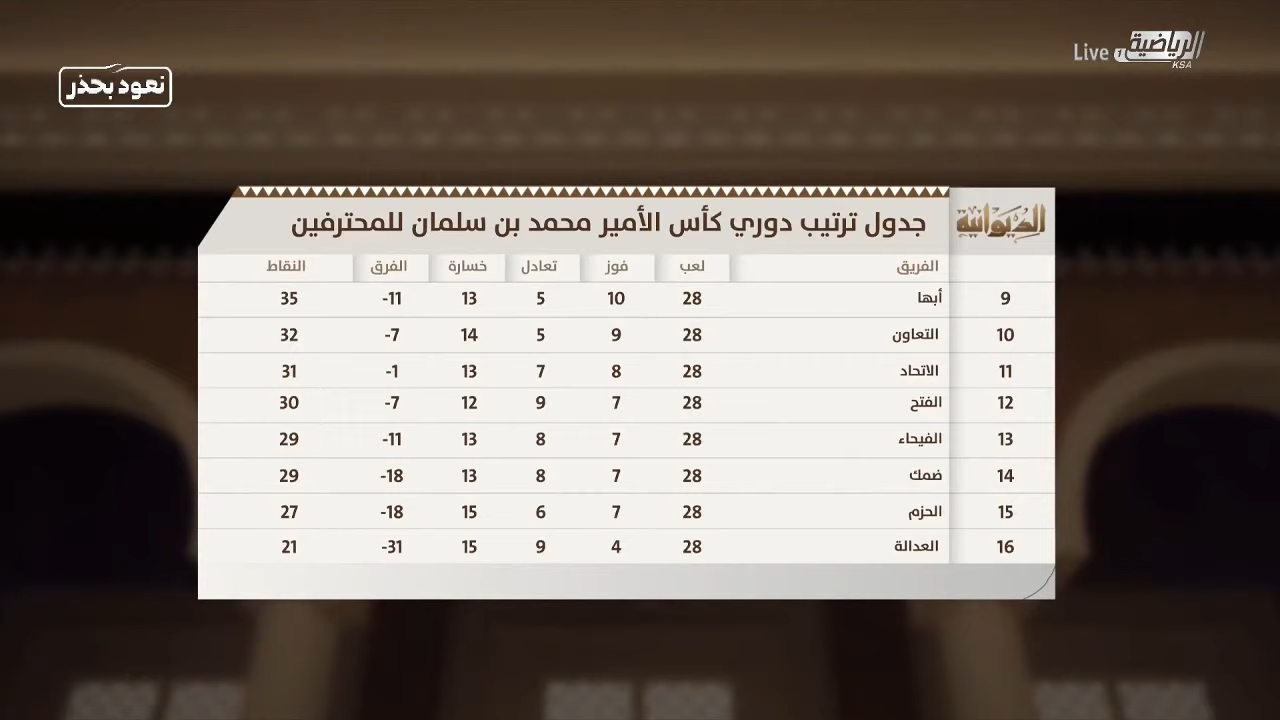 الرياضية 1 Live
KSA
نعود بحذر
الديوانية
جدول ترتيب دوري كأس الأمير محمد بن سلمان للمحترفين
الفريق لعب فوز تعادل خسارة الفرق النقاط
9 أبها 28 10 5 13 -11 35
10 التعاون 28 9 5 14 -7 32
11 الاتحاد 28 8 7 13 -1 31
12 الفتح 28 7 9 12 -7 30
13 الفيحاء 28 7 8 13 -11 29
14 ضمك 28 7 8 13 -18 29
15 الحزم 28 7 6 15 -18 27
16 العدالة 28 4 9 15 -31 21